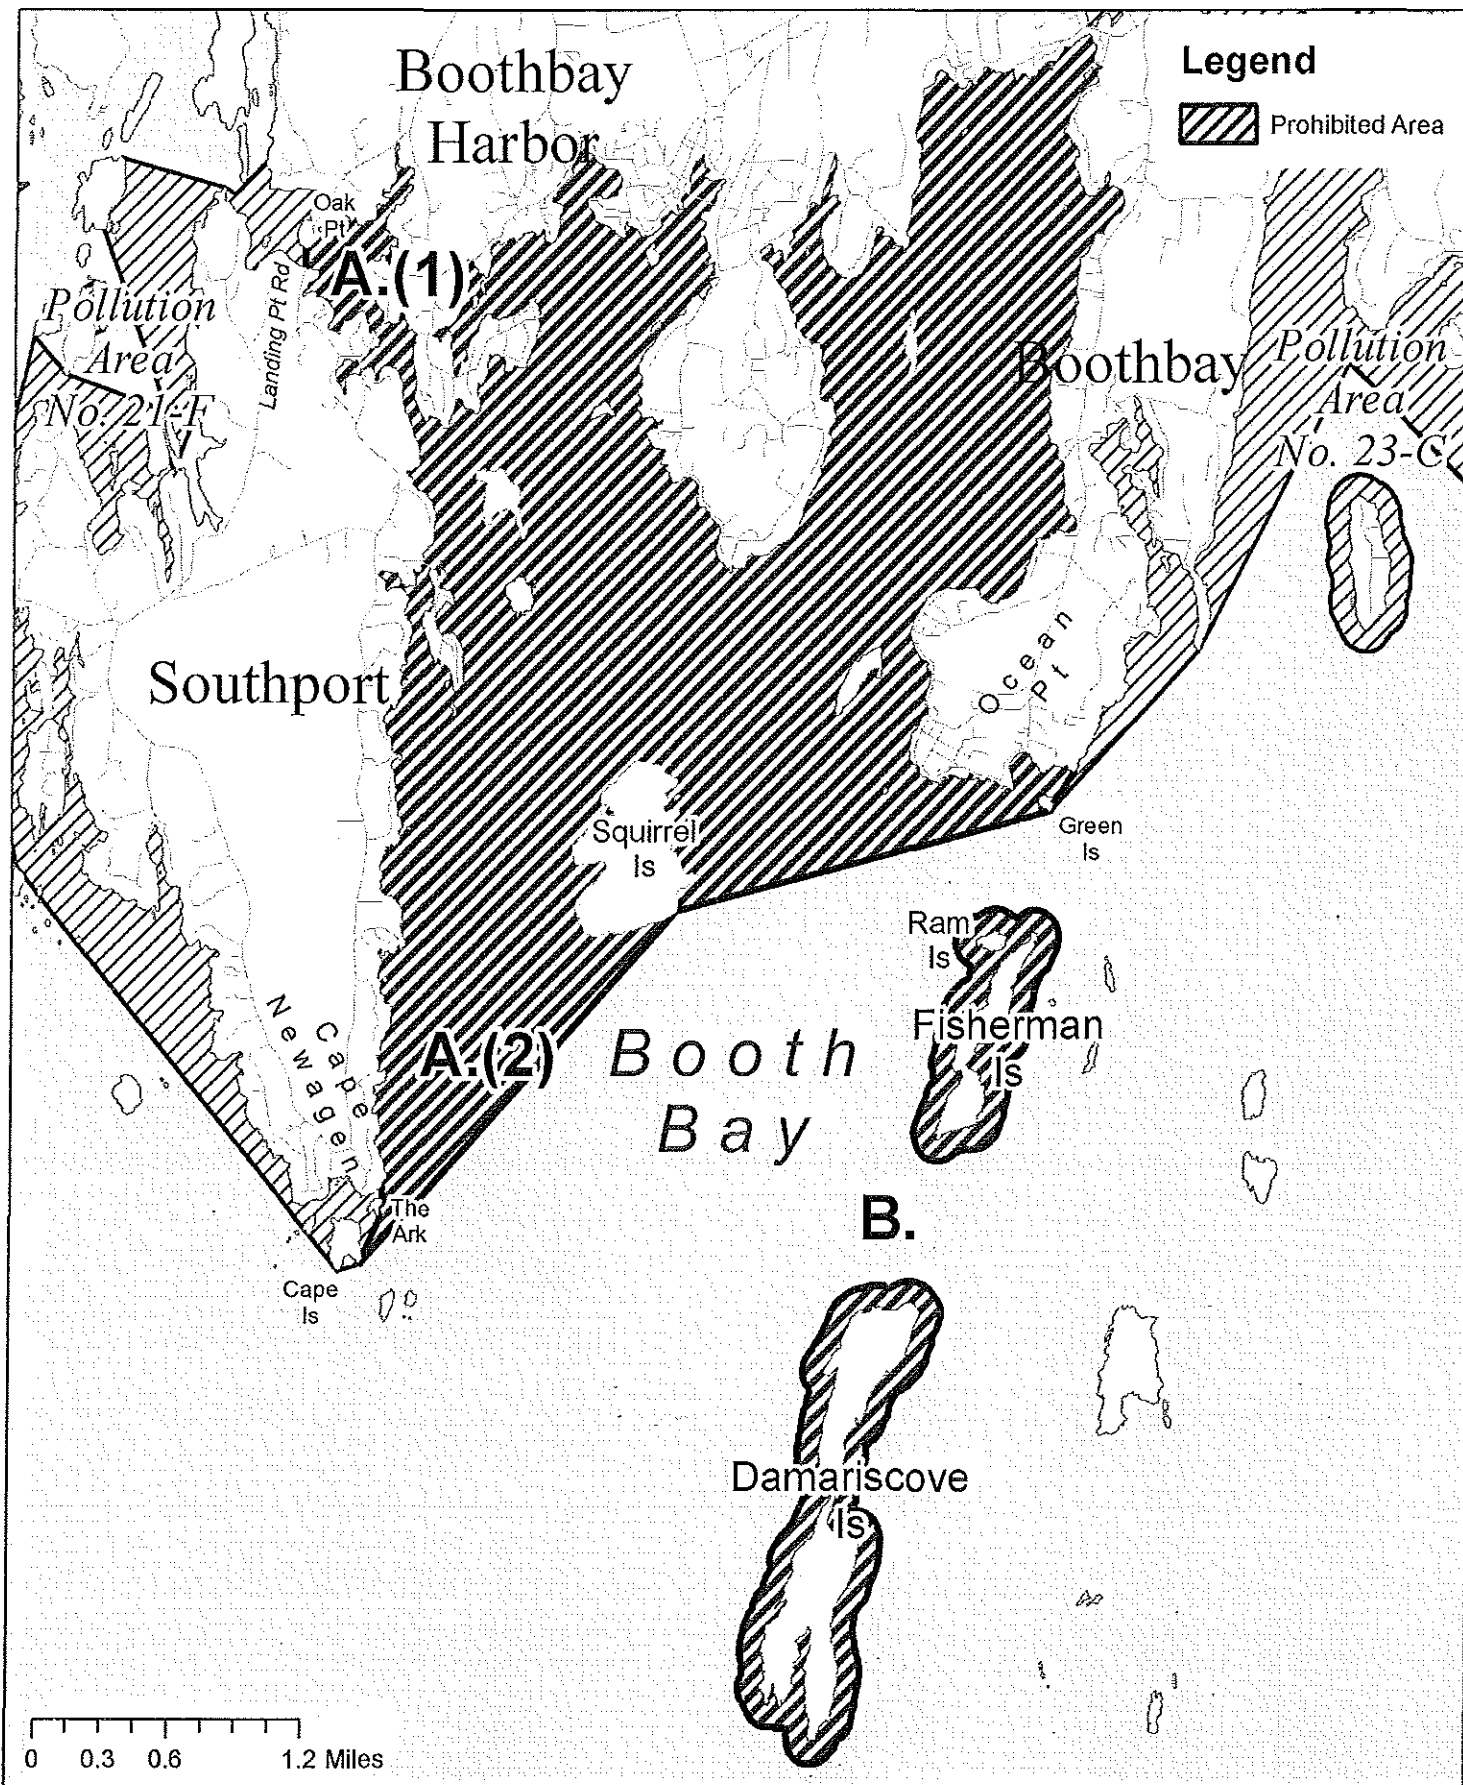 Boothbay
Harbor
Legend
Prohibited Area
Oak
Pt
A.(1)
Landing Pt Rd
Pollution
Area
No. 21-F
Boothbay
Pollution
Area
No. 23-C
Southport
Ocean
Pt
Squirrel
Is
Green
Is
Ram
Is
Fisherman
Is
Cape
Newagen
A.(2)
Booth
Bay
The
Ark
B.
Cape
Is
Damariscove
Is
0 0.3 0.6 1.2 Miles